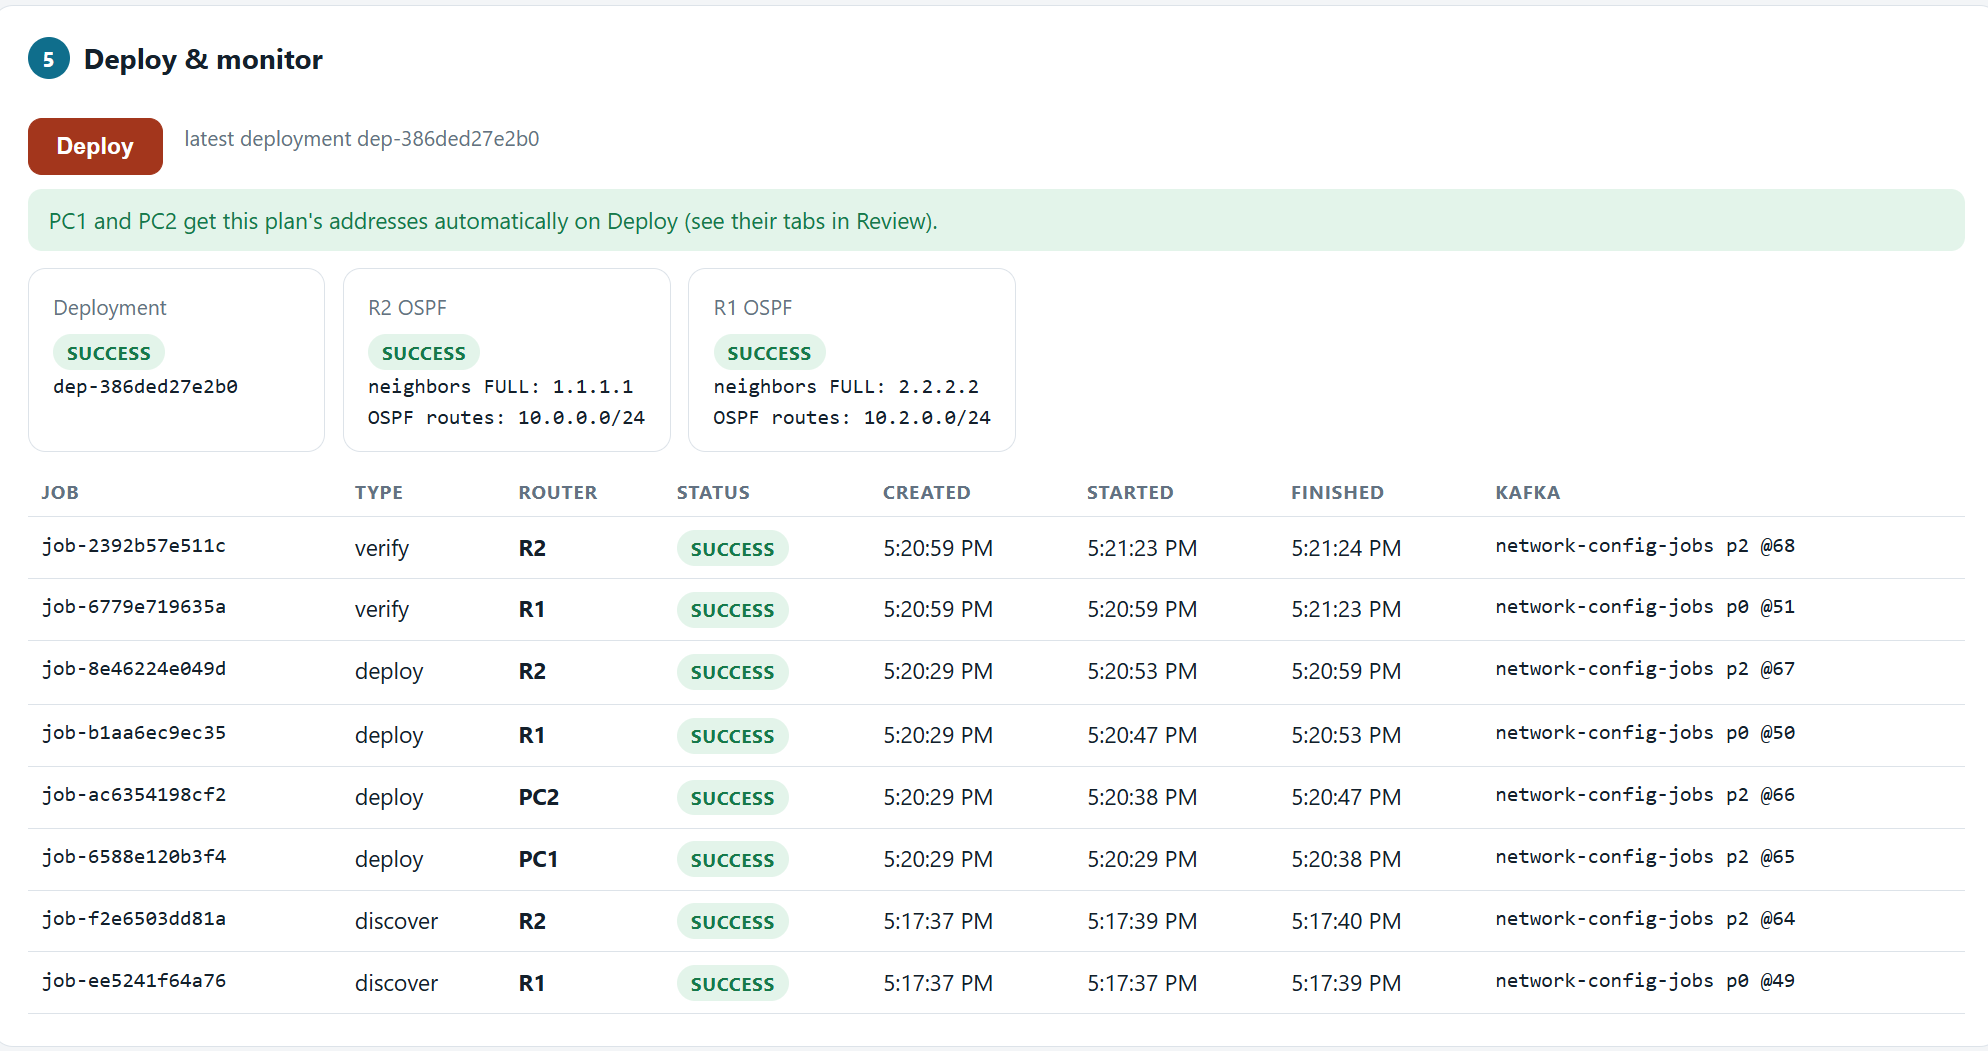 5 Deploy & monitor
Deploy latest deployment dep-386ded27e2b0
PC1 and PC2 get this plan's addresses automatically on Deploy (see their tabs in Review).
Deployment
SUCCESS
dep-386ded27e2b0
R2 OSPF
SUCCESS
neighbors FULL: 1.1.1.1
OSPF routes: 10.0.0.0/24
R1 OSPF
SUCCESS
neighbors FULL: 2.2.2.2
OSPF routes: 10.2.0.0/24
JOB TYPE ROUTER STATUS CREATED STARTED FINISHED KAFKA
job-2392b57e511c verify R2 SUCCESS 5:20:59 PM 5:21:23 PM 5:21:24 PM network-config-jobs p2 @68
job-6779e719635a verify R1 SUCCESS 5:20:59 PM 5:20:59 PM 5:21:23 PM network-config-jobs p0 @51
job-8e46224e049d deploy R2 SUCCESS 5:20:29 PM 5:20:53 PM 5:20:59 PM network-config-jobs p2 @67
job-b1aa6ec9ec35 deploy R1 SUCCESS 5:20:29 PM 5:20:47 PM 5:20:53 PM network-config-jobs p0 @50
job-ac6354198cf2 deploy PC2 SUCCESS 5:20:29 PM 5:20:38 PM 5:20:47 PM network-config-jobs p2 @66
job-6588e120b3f4 deploy PC1 SUCCESS 5:20:29 PM 5:20:29 PM 5:20:38 PM network-config-jobs p2 @65
job-f2e6503dd81a discover R2 SUCCESS 5:17:37 PM 5:17:39 PM 5:17:40 PM network-config-jobs p2 @64
job-ee5241f64a76 discover R1 SUCCESS 5:17:37 PM 5:17:37 PM 5:17:39 PM network-config-jobs p0 @49